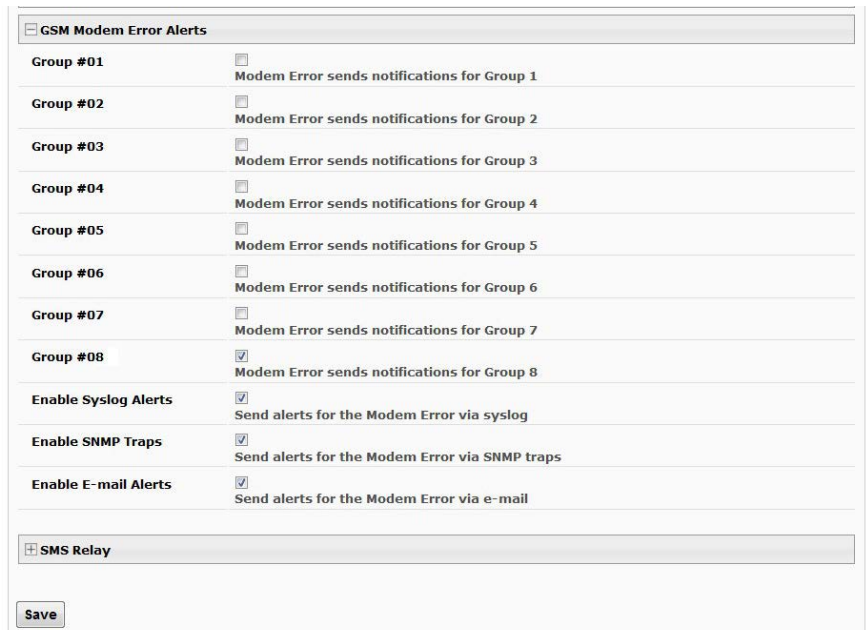 GSM Modem Error Alerts
Group #01
Modem Error sends notifications for Group 1
Group #02
Modem Error sends notifications for Group 2
Group #03
Modem Error sends notifications for Group 3
Group #04
Modem Error sends notifications for Group 4
Group #05
Modem Error sends notifications for Group 5
Group #06
Modem Error sends notifications for Group 6
Group #07
Modem Error sends notifications for Group 7
Group #08
Modem Error sends notifications for Group 8
Enable Syslog Alerts
Send alerts for the Modem Error via syslog
Enable SNMP Traps
Send alerts for the Modem Error via SNMP traps
Enable E-mail Alerts
Send alerts for the Modem Error via e-mail
SMS Relay
Save